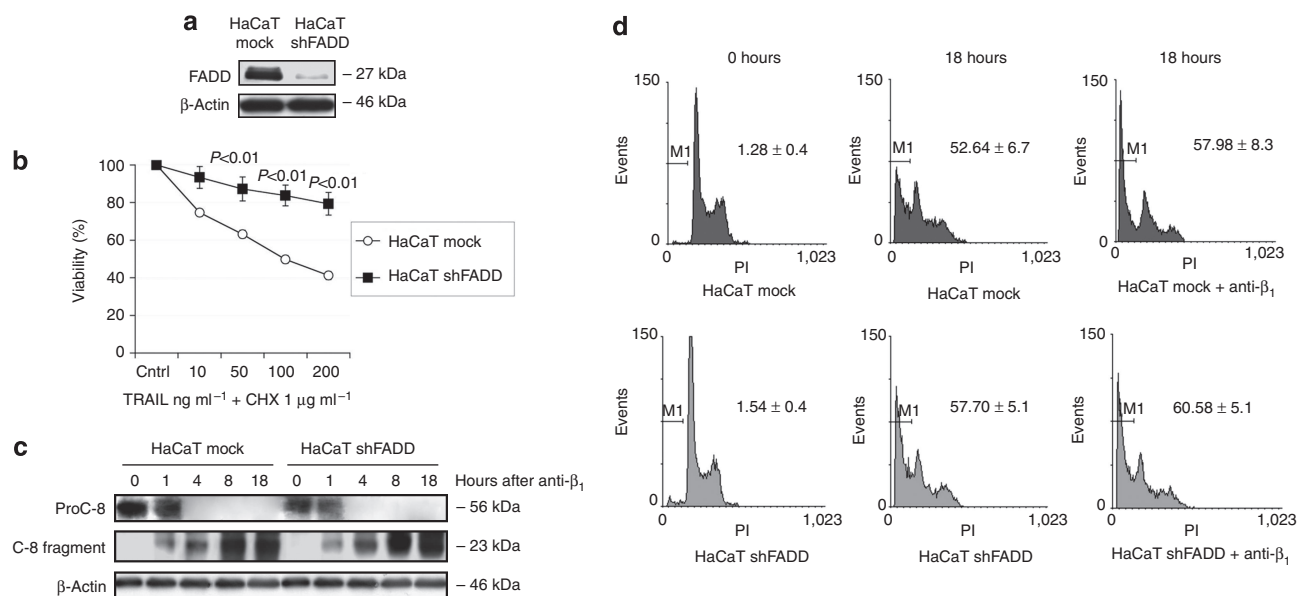 a
HaCaT mock
HaCaT shFADD
FADD
– 27 kDa
β-Actin
– 46 kDa
b
100
80
60
40
20
0
Viability (%)
P<0.01
P<0.01
P<0.01
Cntrl 10 50 100 200
TRAIL ng ml⁻¹ + CHX 1 μg ml⁻¹
HaCaT mock
HaCaT shFADD
c
HaCaT mock HaCaT shFADD
0 1 4 8 18 0 1 4 8 18 Hours after anti-β₁
ProC-8 – 56 kDa
C-8 fragment – 23 kDa
β-Actin – 46 kDa
d
0 hours
150
Events
M1
1.28 ± 0.4
0
0 PI 1,023
HaCaT mock
18 hours
150
Events
M1
52.64 ± 6.7
0
0 PI 1,023
HaCaT mock
18 hours
150
Events
M1
57.98 ± 8.3
0
0 PI 1,023
HaCaT mock + anti-β₁
150
Events
M1
1.54 ± 0.4
0
0 PI 1,023
HaCaT shFADD
150
Events
M1
57.70 ± 5.1
0
0 PI 1,023
HaCaT shFADD
150
Events
M1
60.58 ± 5.1
0
0 PI 1,023
HaCaT shFADD + anti-β₁